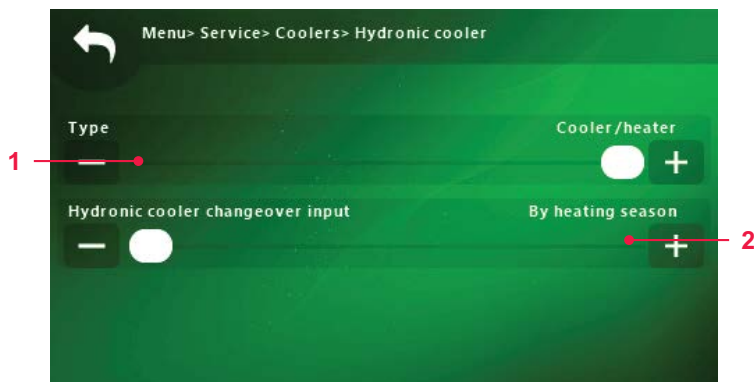 Menu> Service> Coolers> Hydronic cooler
Type Cooler/heater
1
− +
Hydronic cooler changeover input By heating season
2
− +